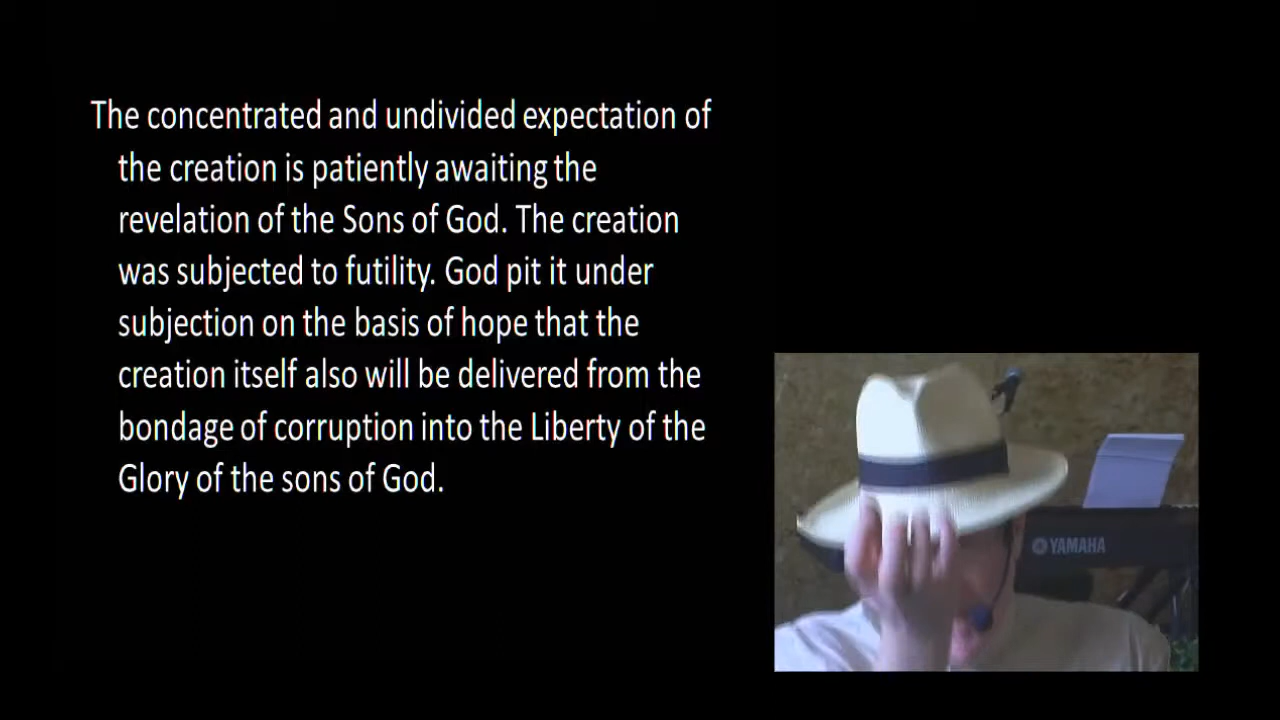 The concentrated and undivided expectation of
the creation is patiently awaiting the
revelation of the Sons of God. The creation
was subjected to futility. God pit it under
subjection on the basis of hope that the
creation itself also will be delivered from the
bondage of corruption into the Liberty of the
Glory of the sons of God.
YAMAHA